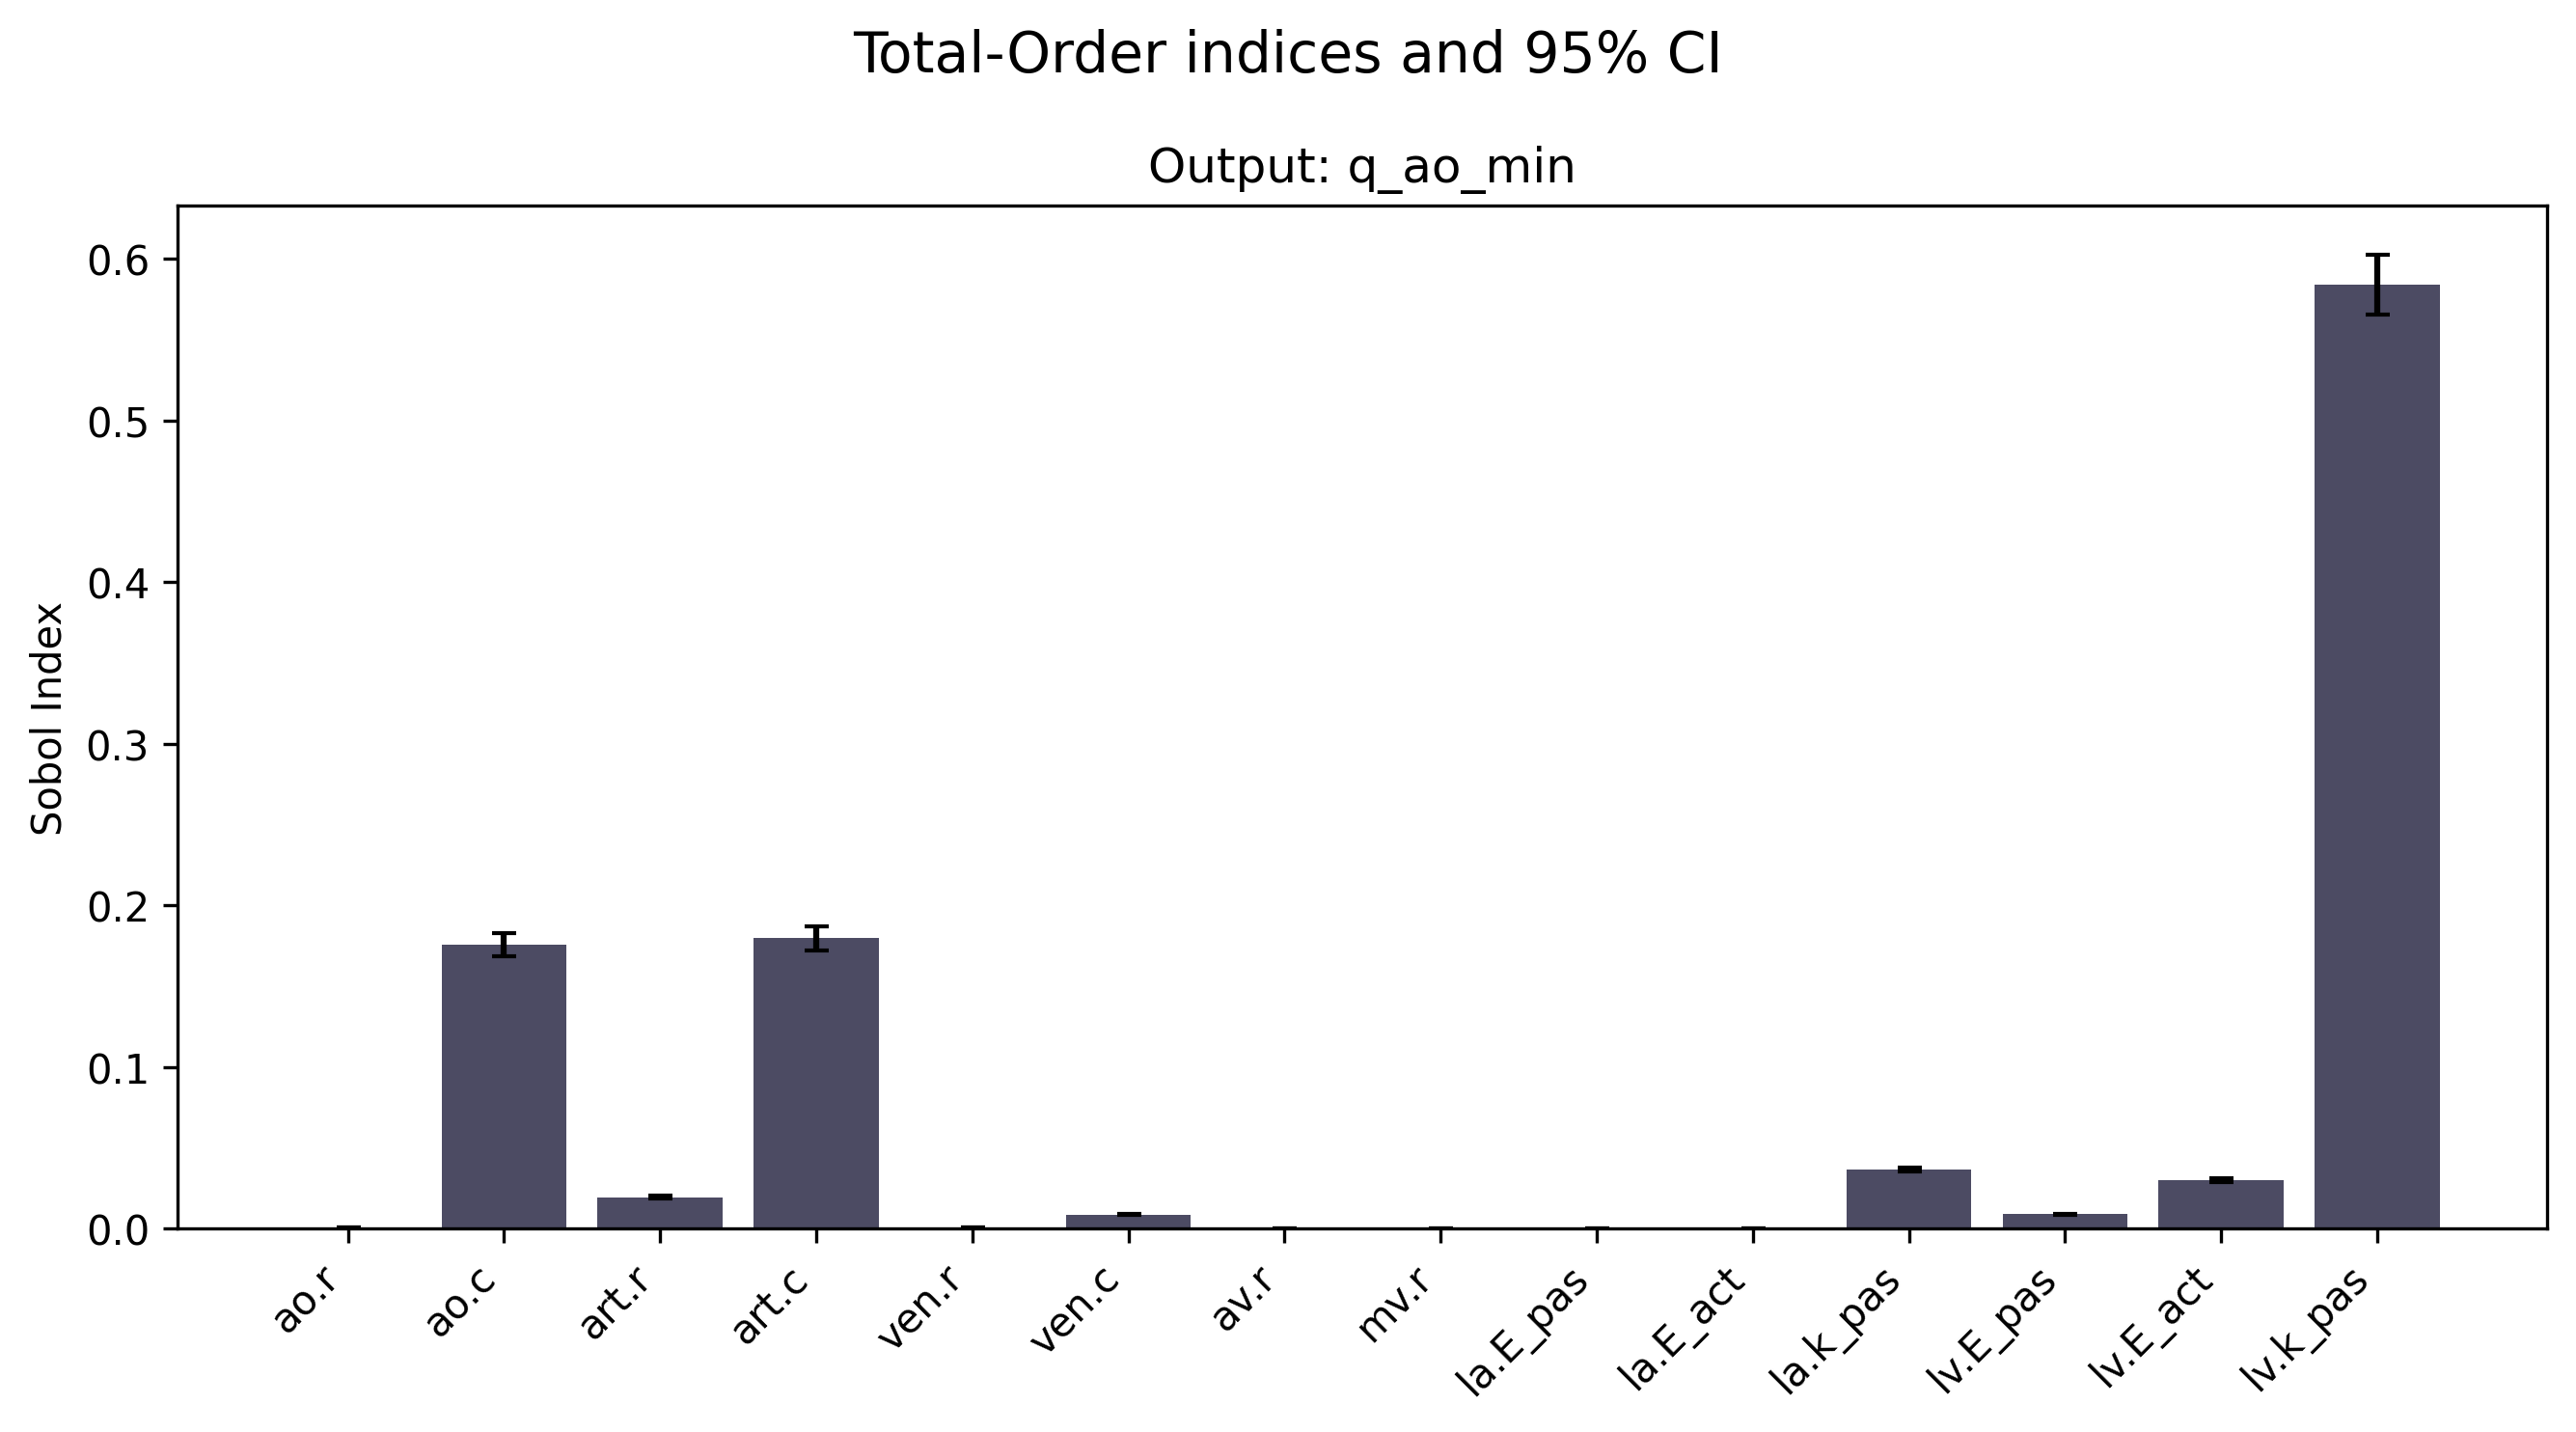 Total-Order indices and 95% CI
Output: q_ao_min
Sobol Index
0.6
0.5
0.4
0.3
0.2
0.1
0.0
ao.r
ao.c
art.r
art.c
ven.r
ven.c
av.r
mv.r
la.E_pas
la.E_act
la.k_pas
lv.E_pas
lv.E_act
lv.k_pas